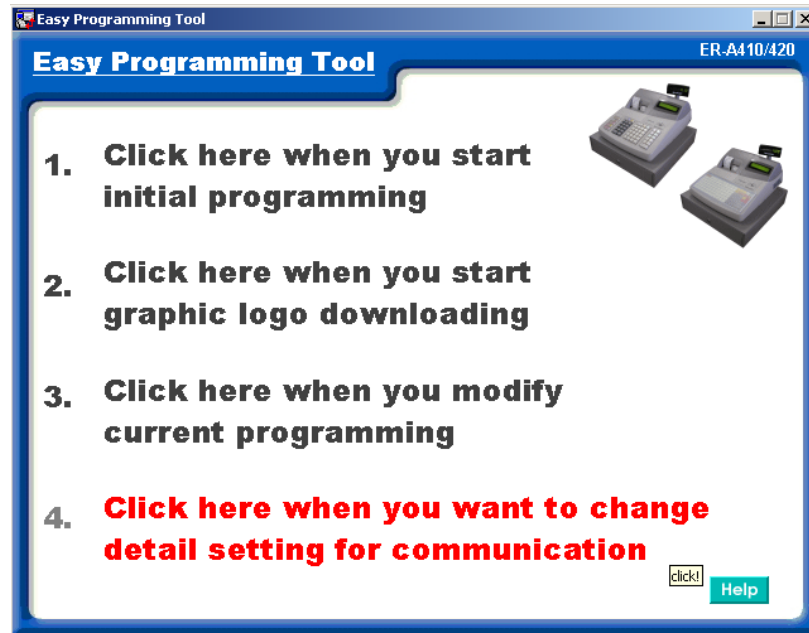 Easy Programming Tool
Easy Programming Tool
ER-A410/420
1. Click here when you start
initial programming
2. Click here when you start
graphic logo downloading
3. Click here when you modify
current programming
4. Click here when you want to change
detail setting for communication
click!
Help